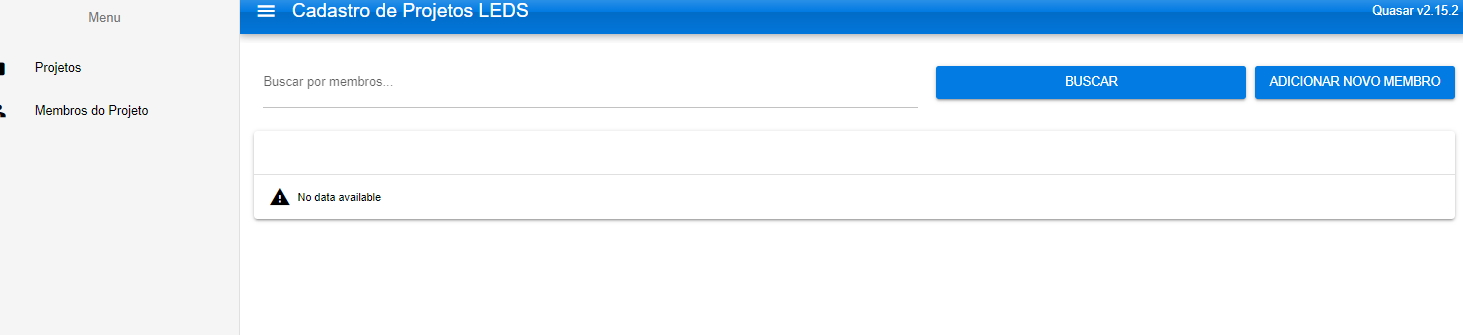 Menu
Projetos
Membros do Projeto
Cadastro de Projetos LEDS
Quasar v2.15.2
Buscar por membros...
BUSCAR
ADICIONAR NOVO MEMBRO
No data available